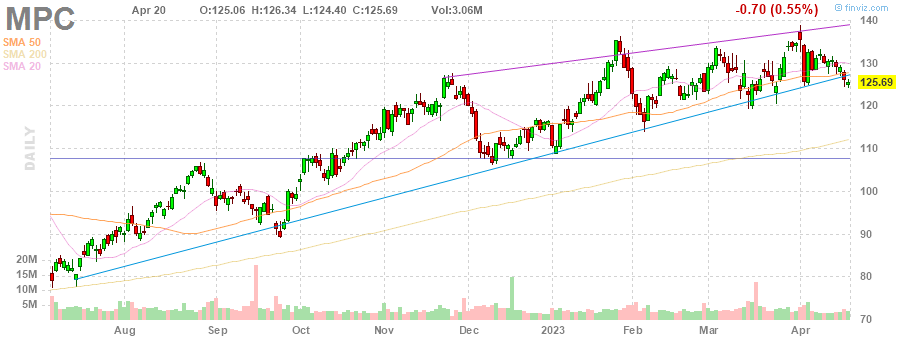 MPC Apr 20 O:125.06 H:126.34 L:124.40 C:125.69 Vol:3.06M -0.70 (0.55%) finviz.com
SMA 50
SMA 200
SMA 20
DAILY
140
130
125.69
120
110
100
90
80
70
20M
15M
10M
5M
Aug Sep Oct Nov Dec 2023 Feb Mar Apr